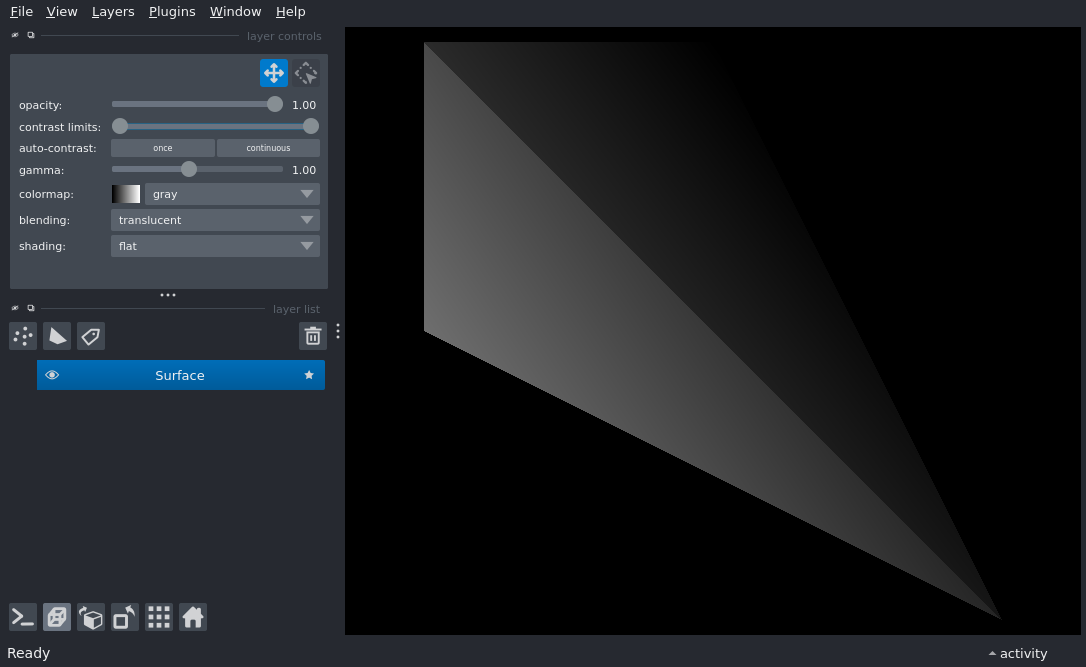 File View Layers Plugins Window Help
layer controls
opacity: 1.00
contrast limits:
auto-contrast: once continuous
gamma: 1.00
colormap: gray
blending: translucent
shading: flat
layer list
Surface
Ready
activity